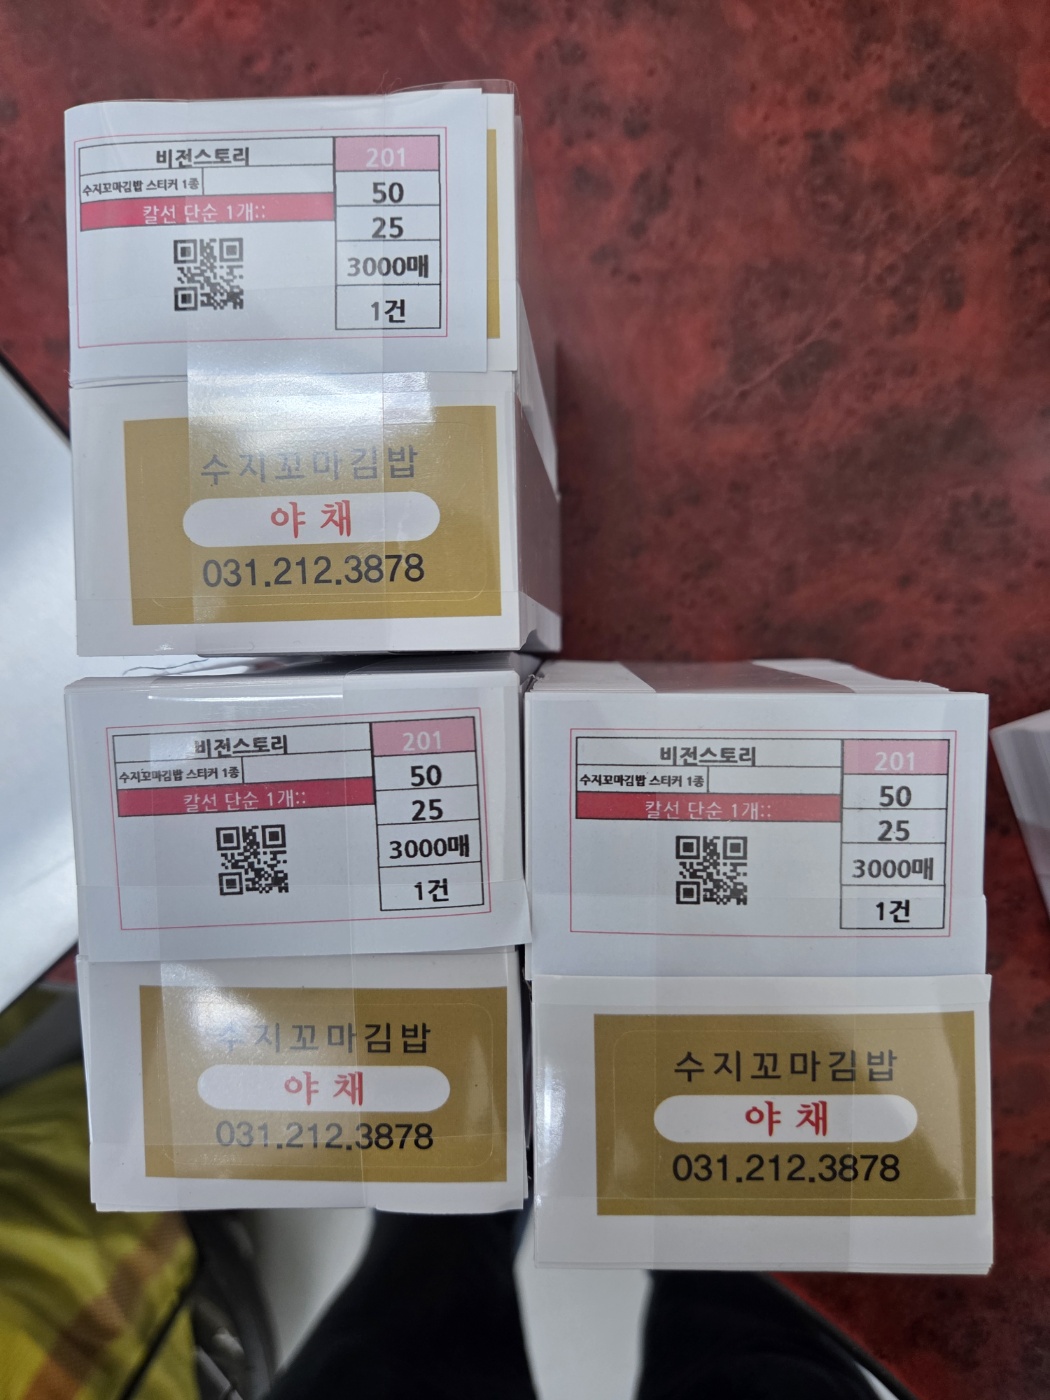 비전스토리
201
수지꼬마김밥 스티커 1종
50
칼선 단순 1개::
25
3000매
1건
수지꼬마김밥
야채
031.212.3878
비전스토리
201
수지꼬마김밥 스티커 1종
50
칼선 단순 1개::
25
3000매
1건
수지꼬마김밥
야채
031.212.3878
비전스토리
201
수지꼬마김밥 스티커 1종
50
칼선 단순 1개::
25
3000매
1건
수지꼬마김밥
야채
031.212.3878